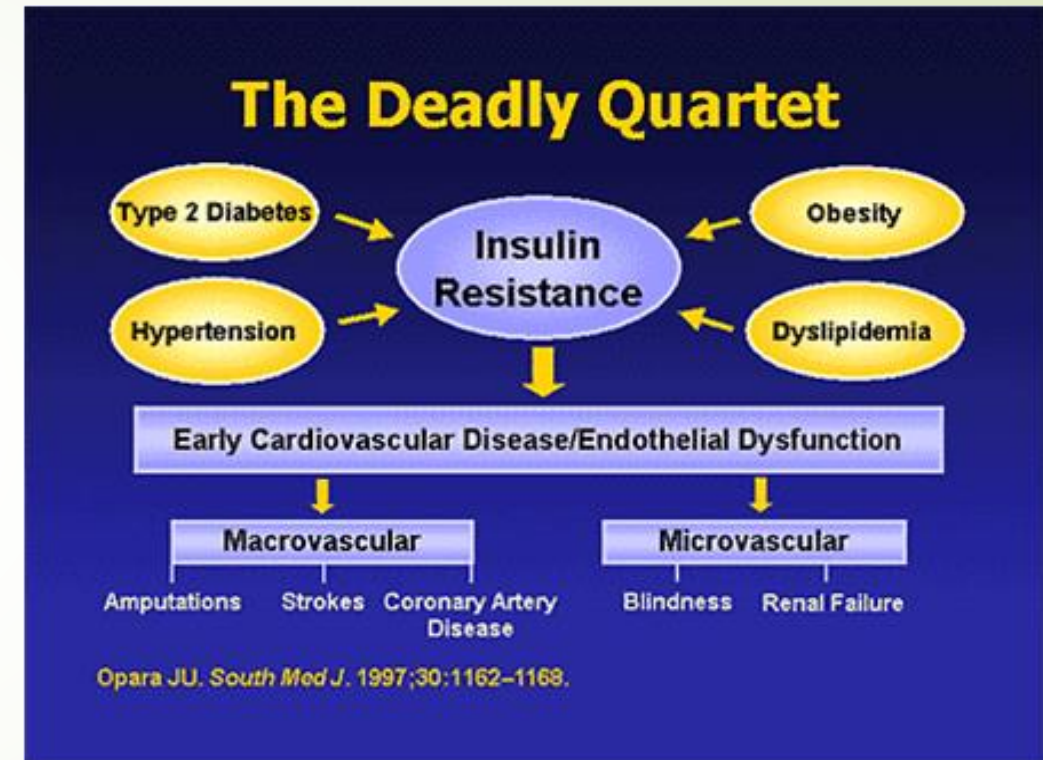 The Deadly Quartet
Type 2 Diabetes
Obesity
Insulin
Resistance
Hypertension
Dyslipidemia
Early Cardiovascular Disease/Endothelial Dysfunction
Macrovascular
Microvascular
Amputations
Strokes
Coronary Artery
Disease
Blindness
Renal Failure
Opara JU. South Med J. 1997;30:1162–1168.